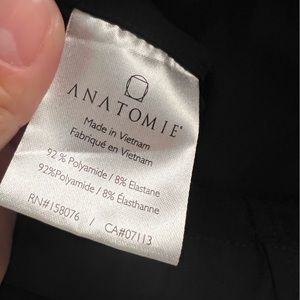 ANATOMIE®
Made in Vietnam
Fabriqué en Vietnam
92 % Polyamide / 8% Elastane
92%Polyamide / 8% Élasthanne
RN#158076 / CA#07113